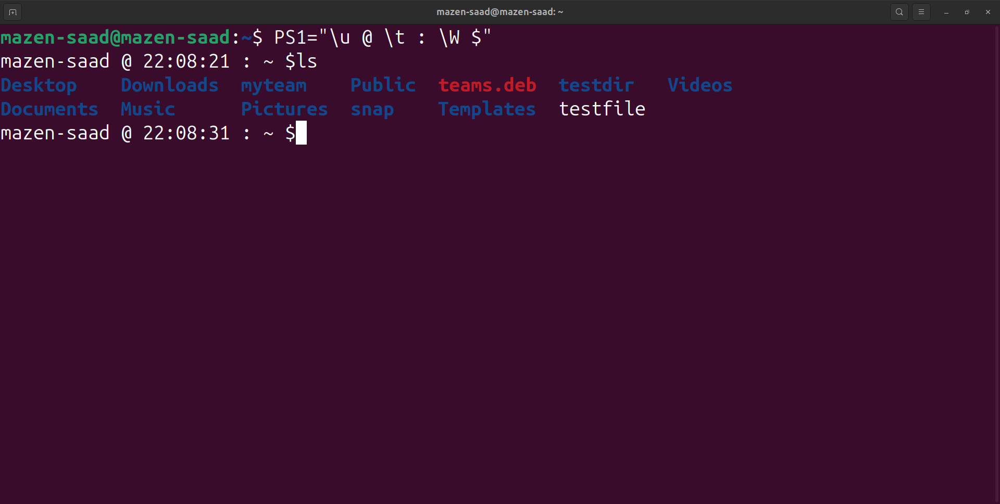 mazen-saad@mazen-saad: ~
mazen-saad@mazen-saad:~$ PS1="\u @ \t : \W $"
mazen-saad @ 22:08:21 : ~ $ls
Desktop Downloads myteam Public teams.deb testdir Videos
Documents Music Pictures snap Templates testfile
mazen-saad @ 22:08:31 : ~ $